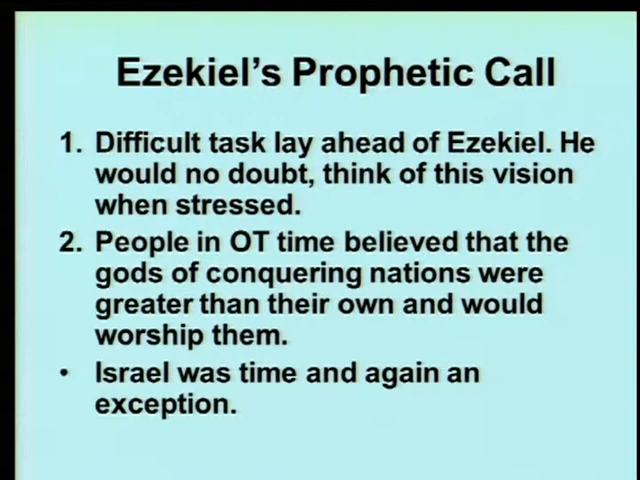 Ezekiel's Prophetic Call
1. Difficult task lay ahead of Ezekiel. He
would no doubt, think of this vision
when stressed.
2. People in OT time believed that the
gods of conquering nations were
greater than their own and would
worship them.
• Israel was time and again an
exception.